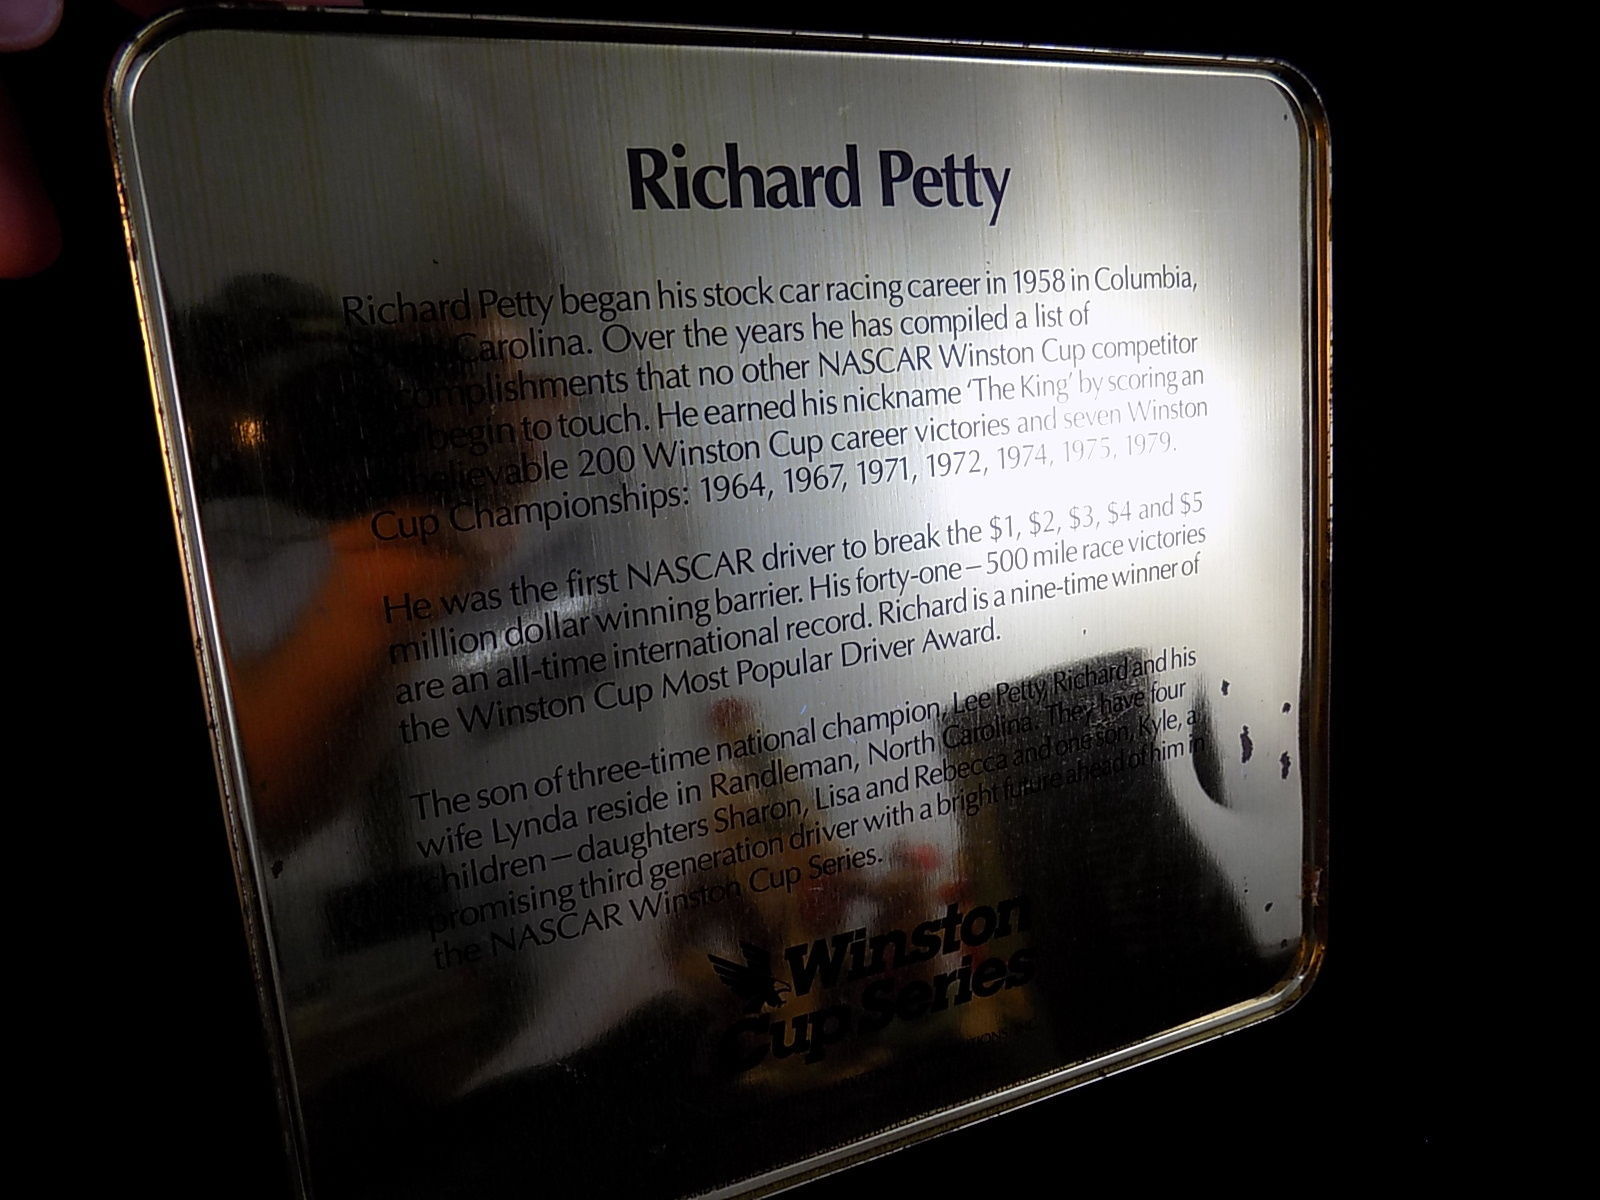 Richard Petty
Richard Petty began his stock car racing career in 1958 in Columbia,
South Carolina. Over the years he has compiled a list of
accomplishments that no other NASCAR Winston Cup competitor
begin to touch. He earned his nickname 'The King' by scoring an
unbelievable 200 Winston Cup career victories and seven Winston
Cup Championships: 1964, 1967, 1971, 1972, 1974, 1975, 1979.
He was the first NASCAR driver to break the $1, $2, $3, $4 and $5
million dollar winning barrier. His forty-one—500 mile race victories
are an all-time international record. Richard is a nine-time winner of
the Winston Cup Most Popular Driver Award.
The son of three-time national champion, Lee Petty, Richard and his
wife Lynda reside in Randleman, North Carolina. They have four
children—daughters Sharon, Lisa and Rebecca and one son, Kyle, a
promising third generation driver with a bright future ahead of him in
the NASCAR Winston Cup Series.
Winston
Cup Series